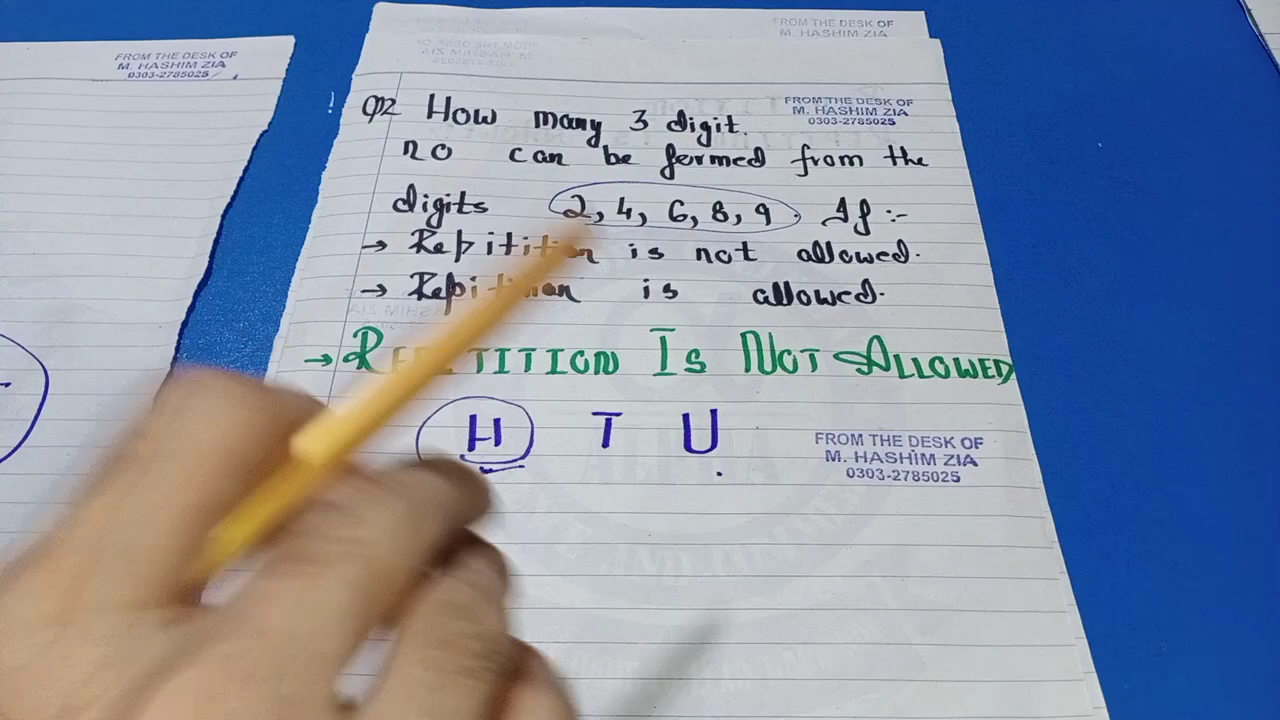 FROM THE DESK OF
M. HASHIM ZIA
0303-2785025
FROM THE DESK OF
M. HASHIM ZIA
FROM THE DESK OF
M. HASHIM ZIA
0303-2785025
Q2 How many 3 digit.
no can be formed from the
digits 2, 4, 6, 8, 9. If :-
→ Repitition is not allowed.
→ is allowed.
→ REPETITION IS NOT ALLOWED
H T U
FROM THE DESK OF
M. HASHIM ZIA
0303-2785025